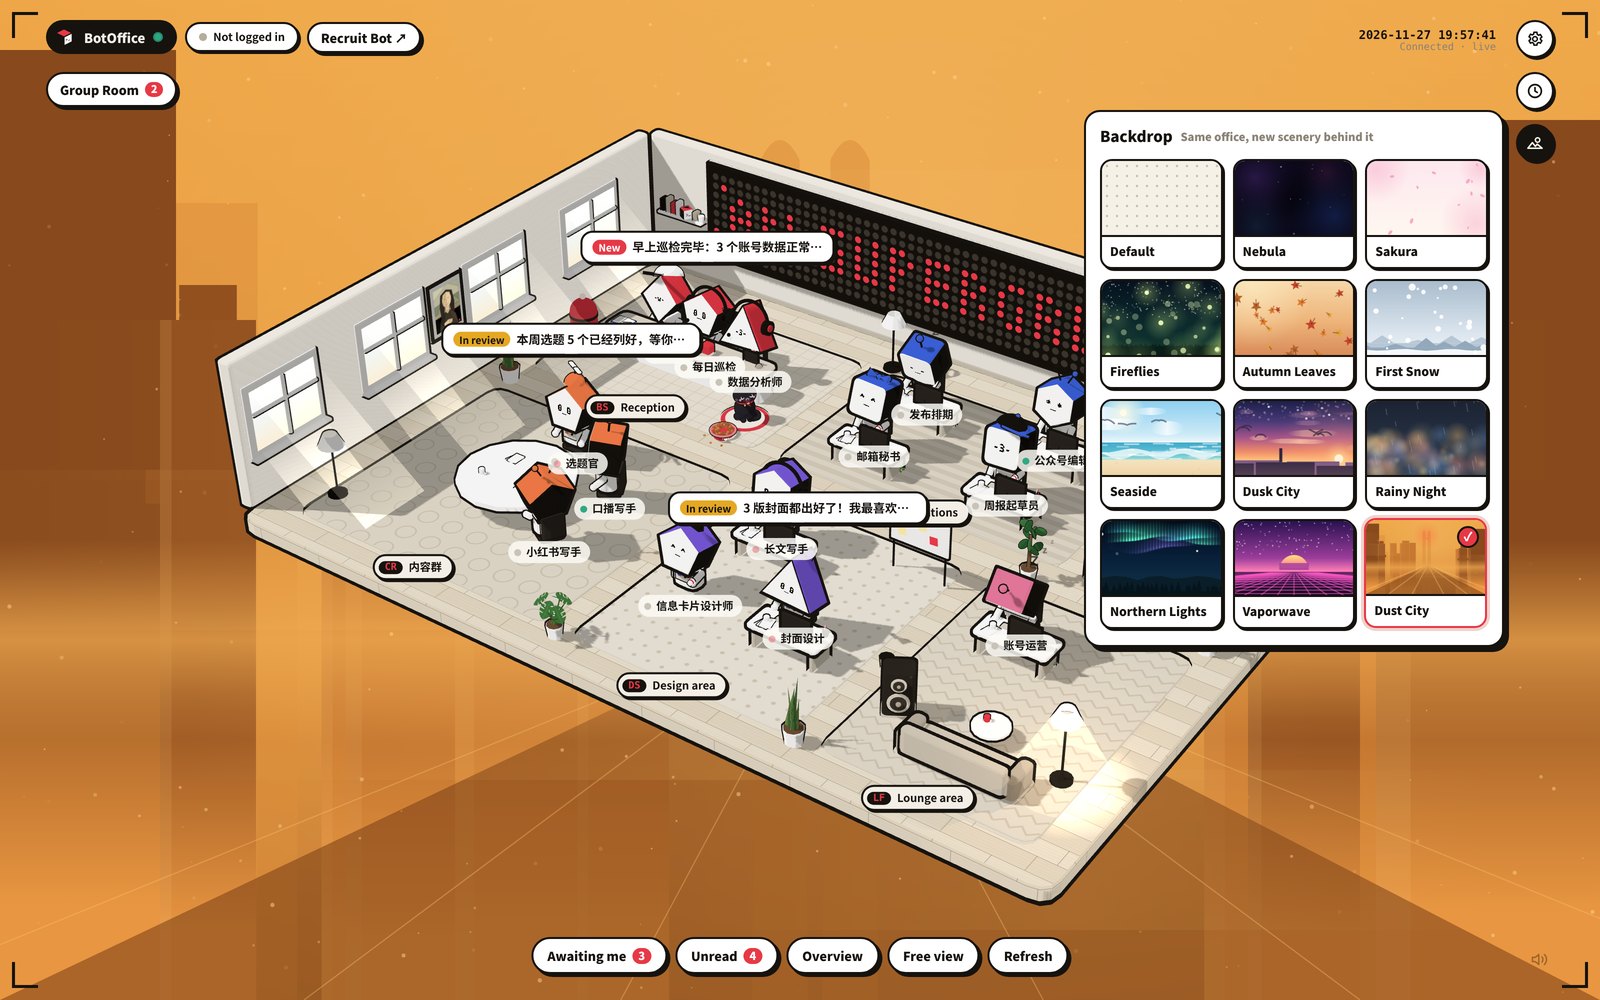 BotOffice
Not logged in
Recruit Bot ↗
2026-11-27 19:57:41
Connected · live
Group Room 2
Backdrop Same office, new scenery behind it
Default
Nebula
Sakura
Fireflies
Autumn Leaves
First Snow
Seaside
Dusk City
Rainy Night
Northern Lights
Vaporwave
Dust City
New 早上巡检完毕：3 个账号数据正常…
In review 本周选题 5 个已经列好，等你…
每日巡检
数据分析师
BS Reception
发布排期
邮箱秘书
公众号编辑
选题官
口播写手
小红书写手
周报起草员
In review 3 版封面都出好了！我最喜欢…
tions
长文写手
CR 内容群
信息卡片设计师
封面设计
账号运营
DS Design area
LF Lounge area
Awaiting me 3
Unread 4
Overview
Free view
Refresh